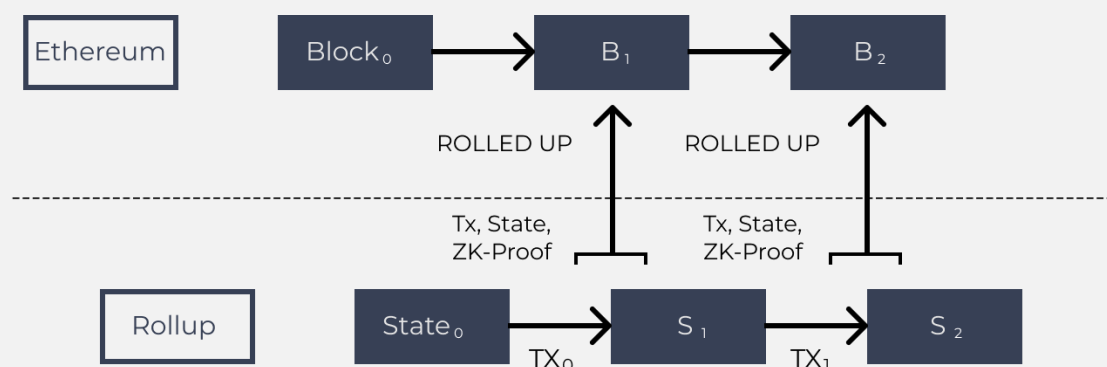 Ethereum
Block₀
B₁
B₂
ROLLED UP
ROLLED UP
Tx, State,
ZK-Proof
Tx, State,
ZK-Proof
Rollup
State₀
S₁
S₂
TX₀
TX₁